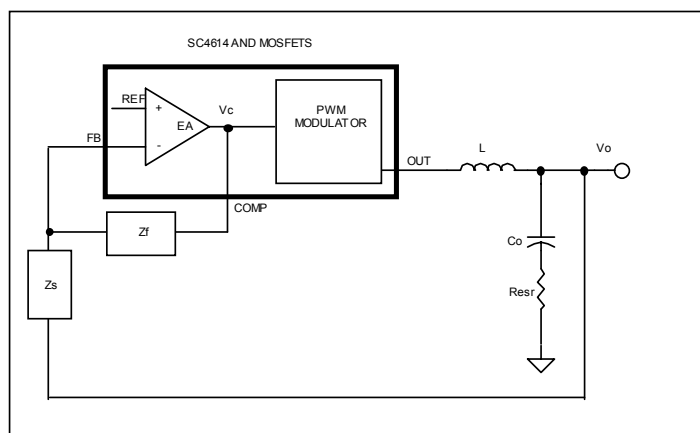 SC4614 AND MOSFETS
REF
+
EA
-
Vc
PWM
MODULATOR
FB
OUT
L
Vo
COMP
Zf
Co
Zs
Resr